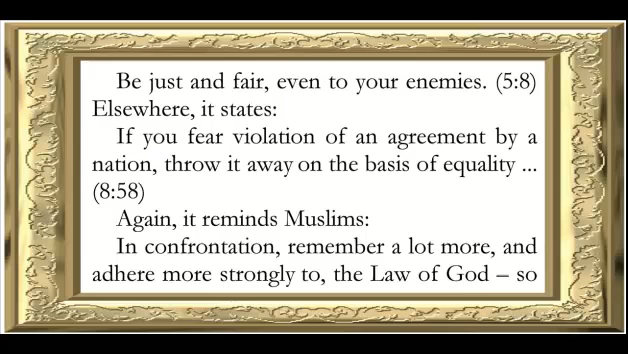 Be just and fair, even to your enemies. (5:8)
Elsewhere, it states:
If you fear violation of an agreement by a
nation, throw it away on the basis of equality ...
(8:58)
Again, it reminds Muslims:
In confrontation, remember a lot more, and
adhere more strongly to, the Law of God – so